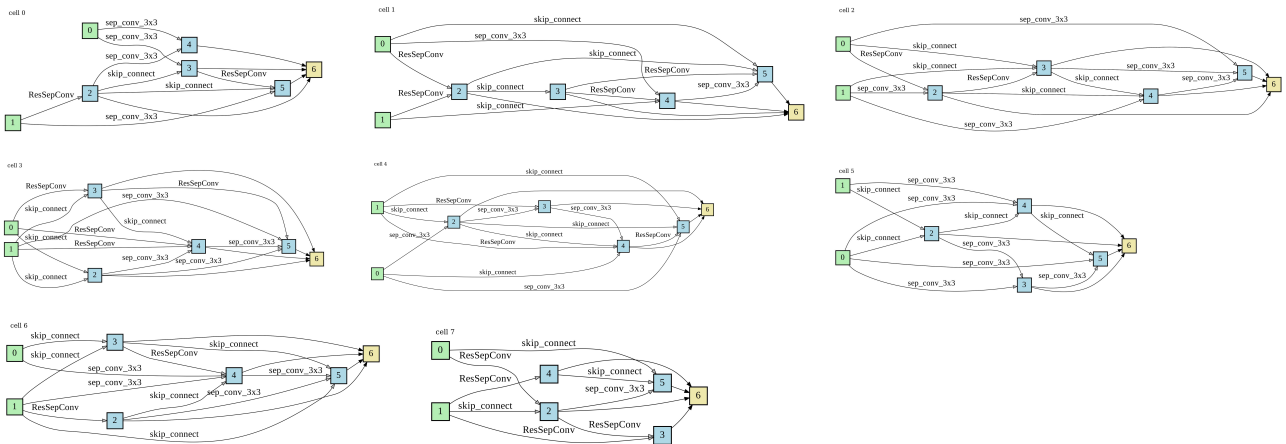 cell 0
0
sep_conv_3x3
sep_conv_3x3
4
6
sep_conv_3x3
3
skip_connect
ResSepConv
2
skip_connect
5
ResSepConv
1
sep_conv_3x3
cell 1
skip_connect
0
sep_conv_3x3
ResSepConv
skip_connect
5
ResSepConv
2
skip_connect
3
sep_conv_3x3
ResSepConv
ResSepConv
4
skip_connect
1
6
cell 2
sep_conv_3x3
0
skip_connect
ResSepConv
skip_connect
3
sep_conv_3x3
5
ResSepConv
skip_connect
sep_conv_3x3
6
1
sep_conv_3x3
2
skip_connect
4
sep_conv_3x3
cell 3
ResSepConv
3
ResSepConv
sep_conv_3x3
skip_connect
0
skip_connect
ResSepConv
skip_connect
ResSepConv
1
4
sep_conv_3x3
5
sep_conv_3x3
sep_conv_3x3
6
skip_connect
2
cell 4
skip_connect
1
ResSepConv
skip_connect
3
sep_conv_3x3
sep_conv_3x3
6
2
skip_connect
5
sep_conv_3x3
skip_connect
ResSepConv
ResSepConv
4
0
skip_connect
sep_conv_3x3
cell 5
1
skip_connect
sep_conv_3x3
skip_connect
4
2
skip_connect
skip_connect
sep_conv_3x3
6
skip_connect
0
sep_conv_3x3
5
sep_conv_3x3
sep_conv_3x3
3
cell 6
skip_connect
3
0
skip_connect
skip_connect
ResSepConv
6
sep_conv_3x3
4
sep_conv_3x3
5
sep_conv_3x3
skip_connect
sep_conv_3x3
1
ResSepConv
2
skip_connect
cell 7
0
skip_connect
ResSepConv
4
skip_connect
5
ResSepConv
sep_conv_3x3
6
1
skip_connect
2
ResSepConv
ResSepConv
3